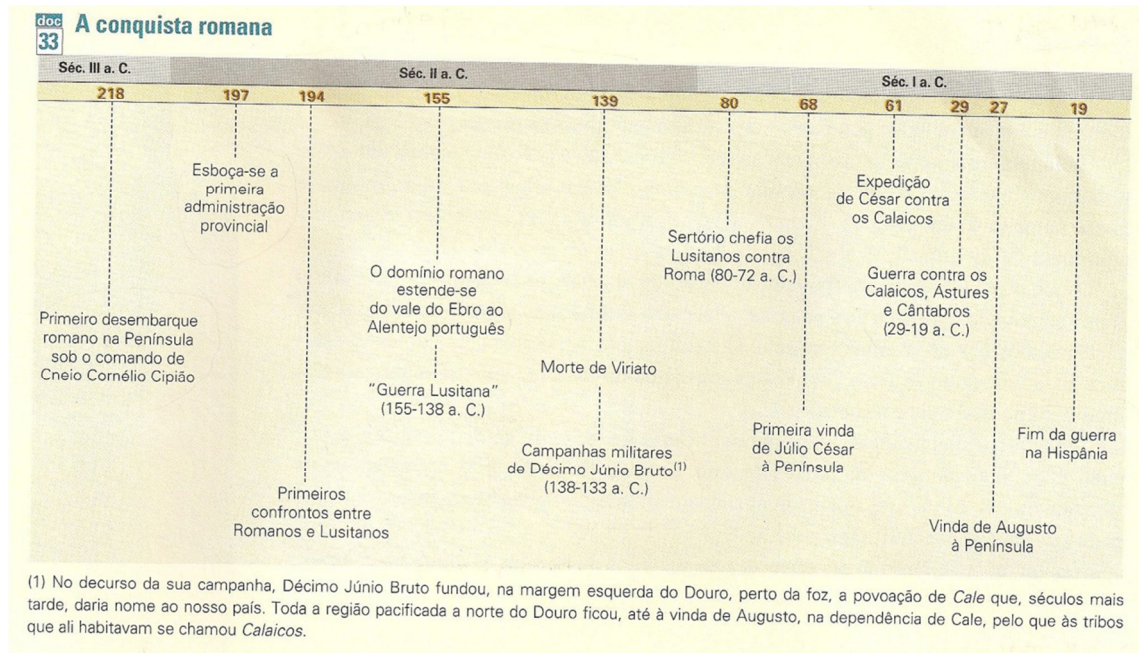 doc
33
A conquista romana
Séc. III a. C.
Séc. II a. C.
Séc. I a. C.
218
197
194
155
139
80
68
61
29
27
19
Primeiro desembarque
romano na Península
sob o comando de
Cneio Cornélio Cipião
Esboça-se a
primeira
administração
provincial
Primeiros
confrontos entre
Romanos e Lusitanos
O domínio romano
estende-se
do vale do Ebro ao
Alentejo português
"Guerra Lusitana"
(155-138 a. C.)
Morte de Viriato
Campanhas militares
de Décimo Júnio Bruto(1)
(138-133 a. C.)
Sertório chefia os
Lusitanos contra
Roma (80-72 a. C.)
Primeira vinda
de Júlio César
à Península
Expedição
de César contra
os Calaicos
Guerra contra os
Calaicos, Ástures
e Cântabros
(29-19 a. C.)
Vinda de Augusto
à Península
Fim da guerra
na Hispânia
(1) No decurso da sua campanha, Décimo Júnio Bruto fundou, na margem esquerda do Douro, perto da foz, a povoação de Cale que, séculos mais
tarde, daria nome ao nosso país. Toda a região pacificada a norte do Douro ficou, até à vinda de Augusto, na dependência de Cale, pelo que às tribos
que ali habitavam se chamou Calaicos.